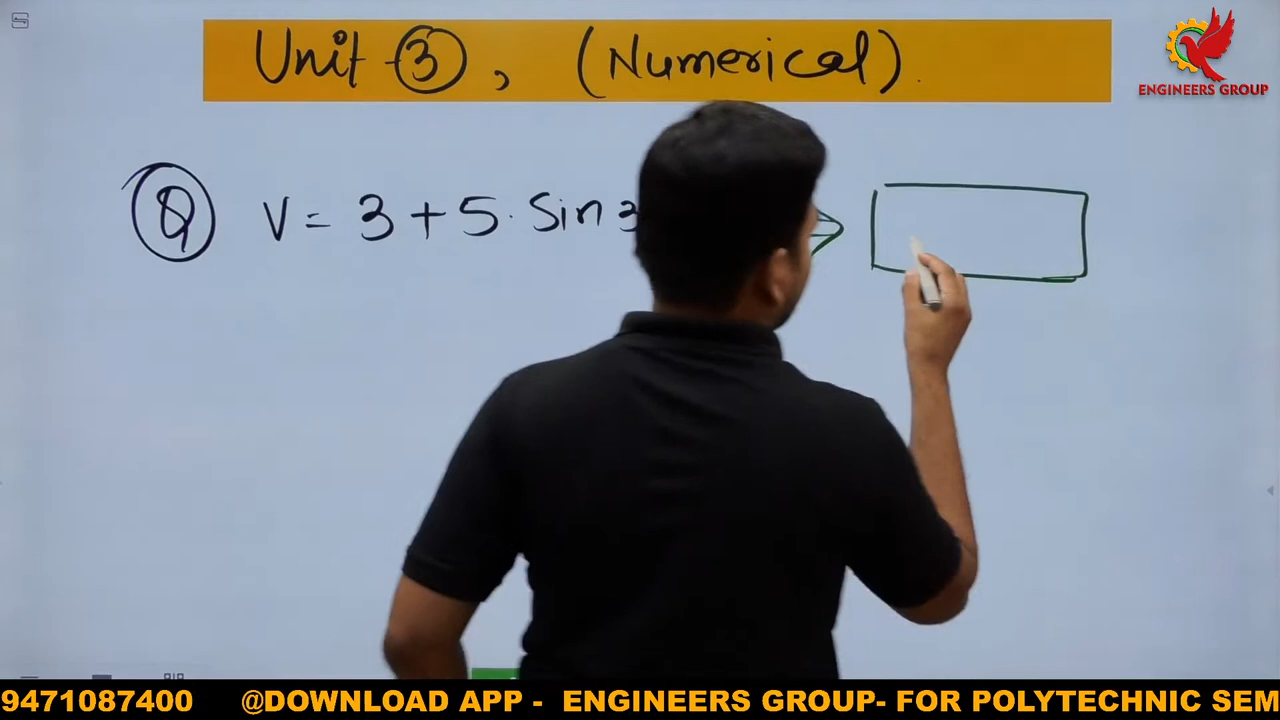 Unit-3, (Numerical).
ENGINEERS GROUP
Q V = 3 + 5. Sin 3
9471087400 @DOWNLOAD APP - ENGINEERS GROUP- FOR POLYTECHNIC SEM